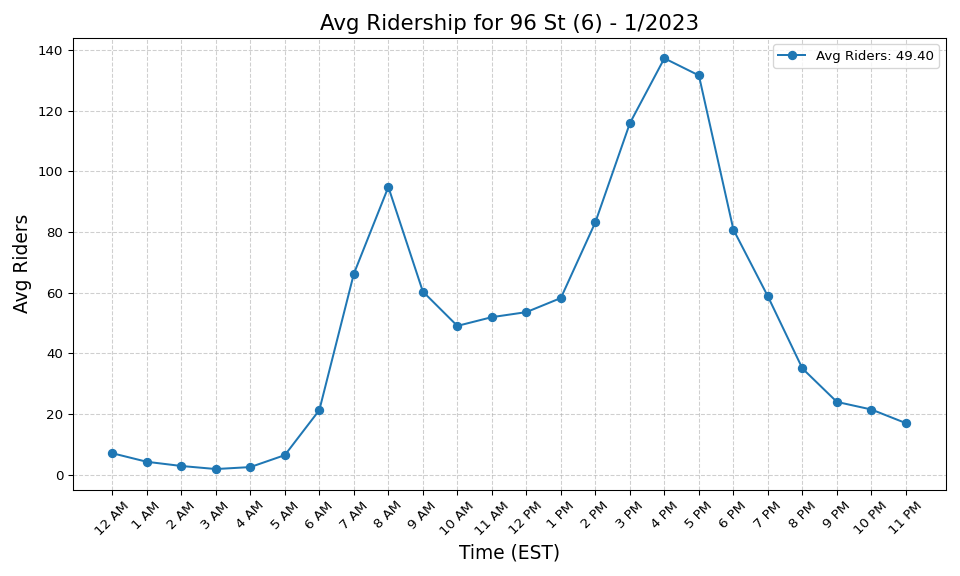 Avg Ridership for 96 St (6) - 1/2023
Avg Riders: 49.40
140
120
100
80
60
40
20
0
Avg Riders
12 AM
1 AM
2 AM
3 AM
4 AM
5 AM
6 AM
7 AM
8 AM
9 AM
10 AM
11 AM
12 PM
1 PM
2 PM
3 PM
4 PM
5 PM
6 PM
7 PM
8 PM
9 PM
10 PM
11 PM
Time (EST)